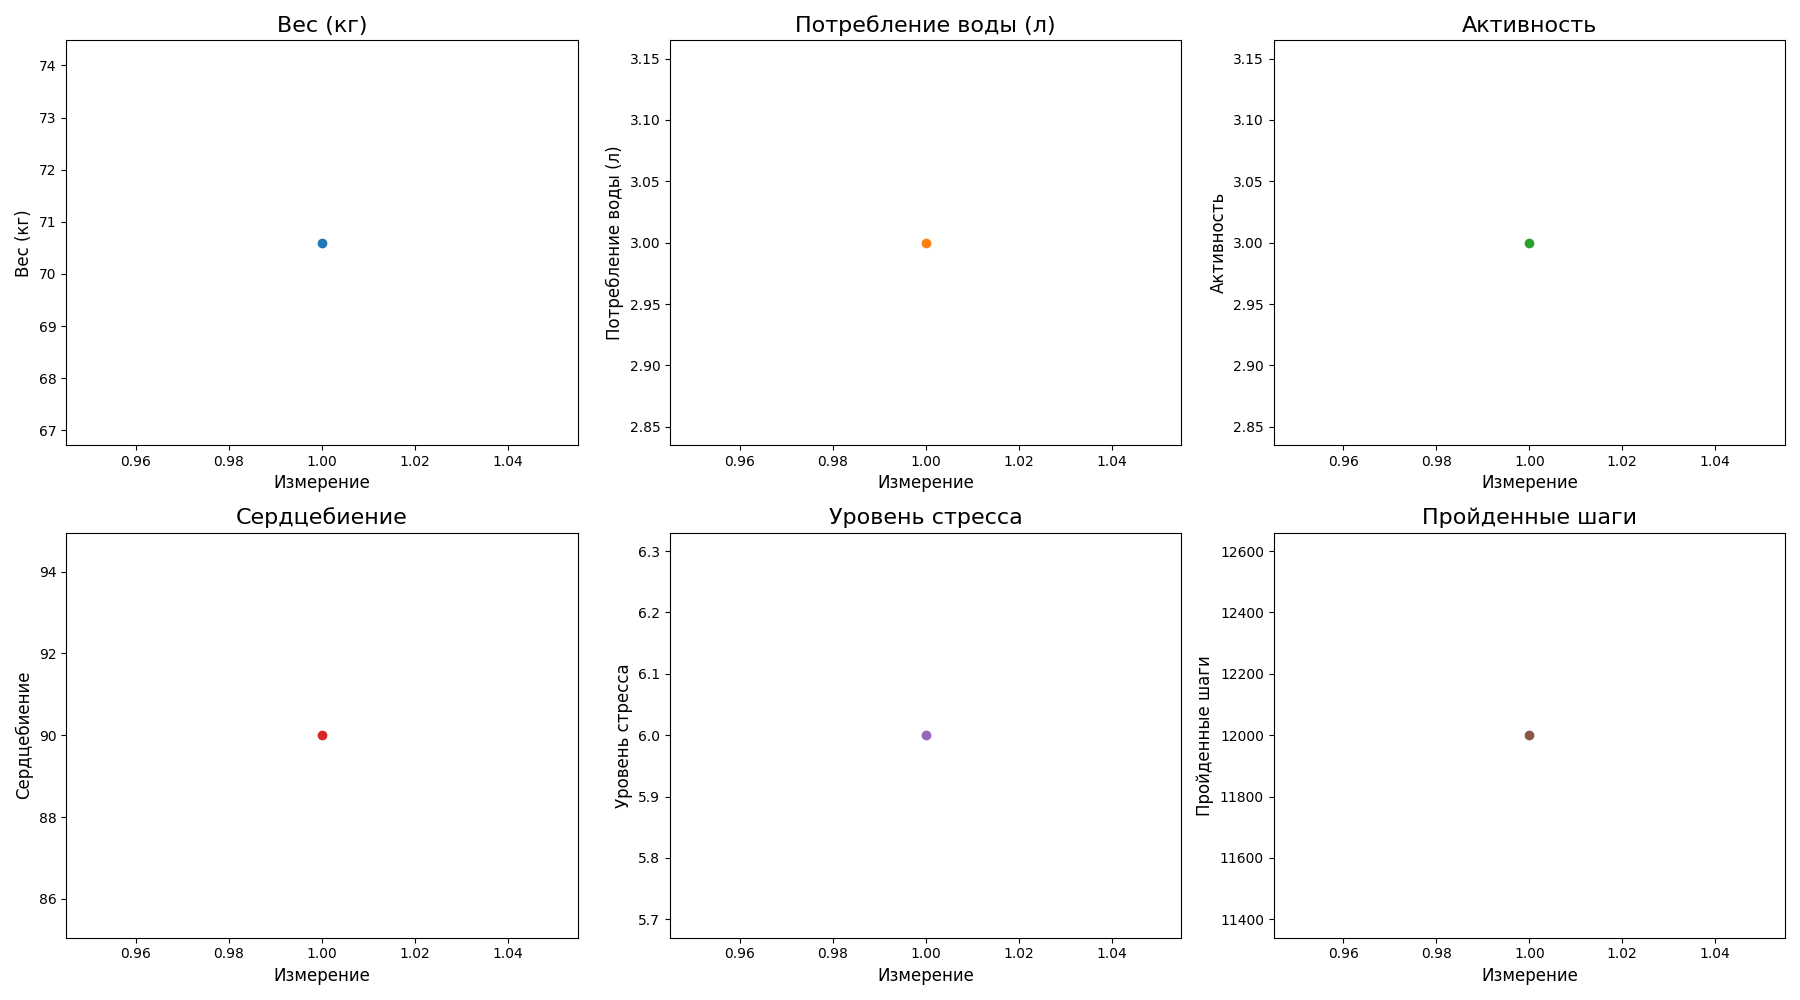 Вес (кг)
Вес (кг)
74
73
72
71
70
69
68
67
0.96 0.98 1.00 1.02 1.04
Измерение
Потребление воды (л)
Потребление воды (л)
3.15
3.10
3.05
3.00
2.95
2.90
2.85
0.96 0.98 1.00 1.02 1.04
Измерение
Активность
Активность
3.15
3.10
3.05
3.00
2.95
2.90
2.85
0.96 0.98 1.00 1.02 1.04
Измерение
Сердцебиение
Сердцебиение
94
92
90
88
86
0.96 0.98 1.00 1.02 1.04
Измерение
Уровень стресса
Уровень стресса
6.3
6.2
6.1
6.0
5.9
5.8
5.7
0.96 0.98 1.00 1.02 1.04
Измерение
Пройденные шаги
Пройденные шаги
12600
12400
12200
12000
11800
11600
11400
0.96 0.98 1.00 1.02 1.04
Измерение